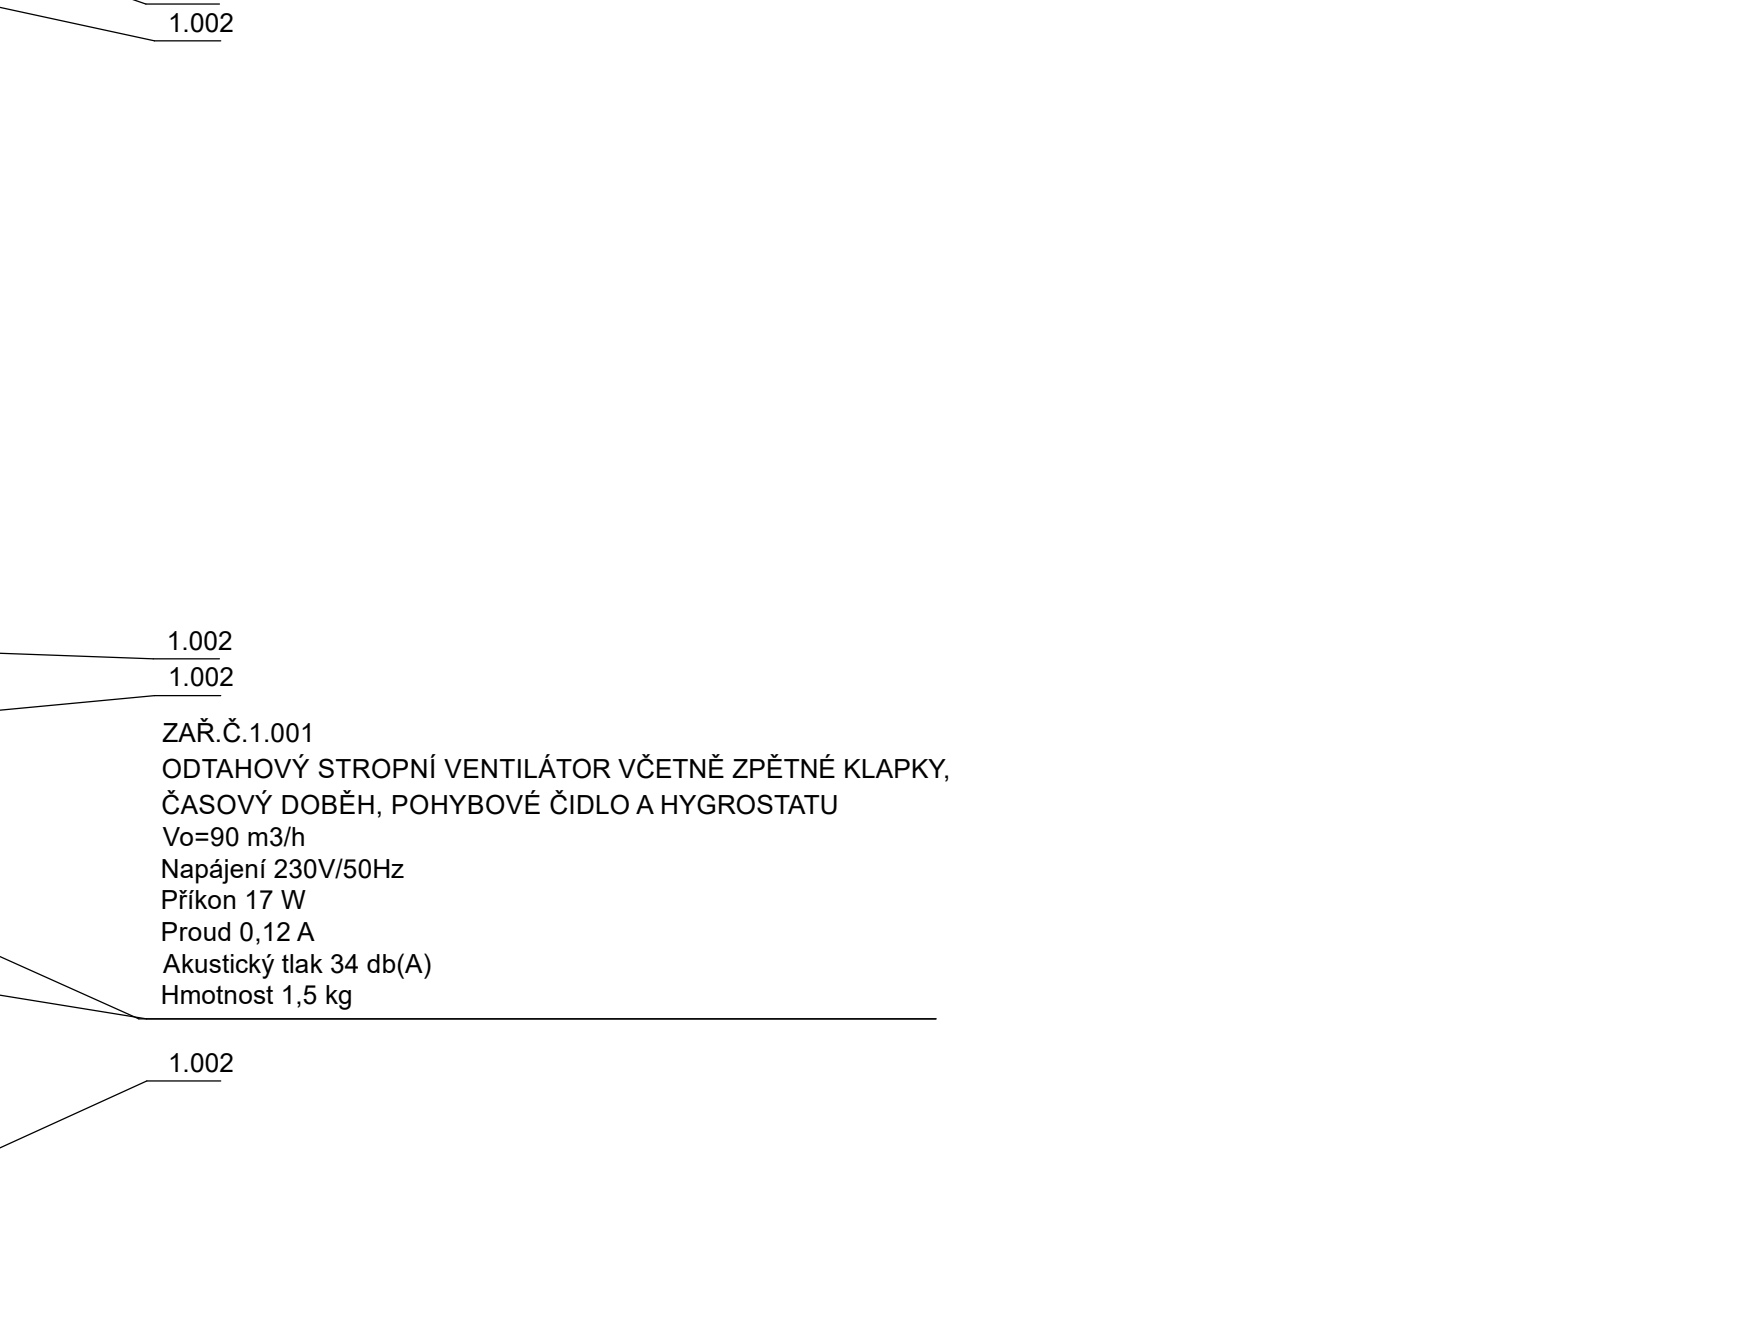 1.002
1.002
1.002
ZAŘ.Č.1.001
ODTAHOVÝ STROPNÍ VENTILÁTOR VČETNĚ ZPĚTNÉ KLAPKY,
ČASOVÝ DOBĚH, POHYBOVÉ ČIDLO A HYGROSTATU
Vo=90 m3/h
Napájení 230V/50Hz
Příkon 17 W
Proud 0,12 A
Akustický tlak 34 db(A)
Hmotnost 1,5 kg
1.002